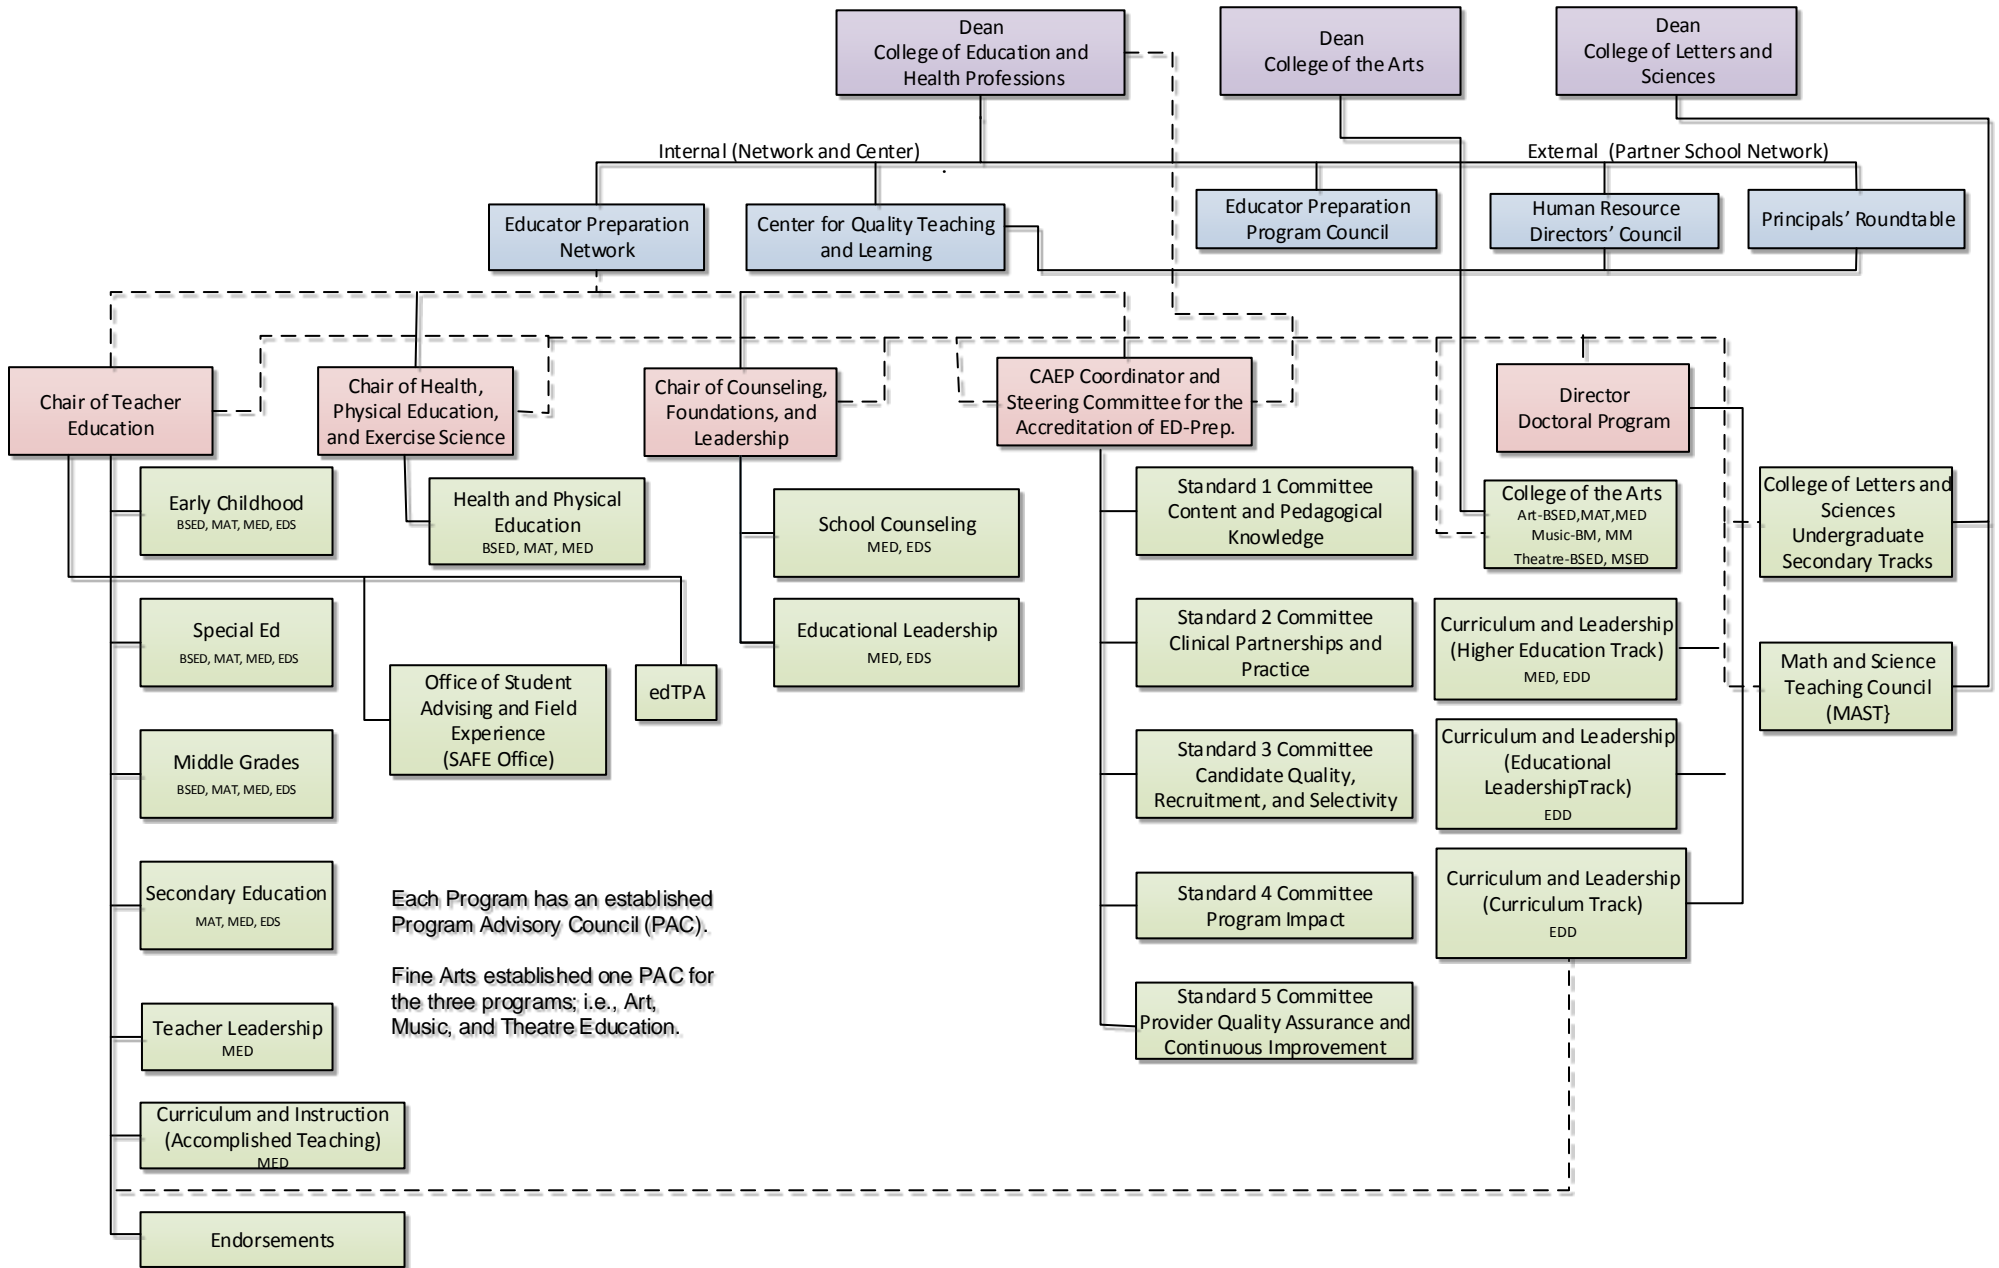 Dean
College of Education and
Health Professions
Dean
College of the Arts
Dean
College of Letters and
Sciences
Internal (Network and Center)
External (Partner School Network)
Educator Preparation
Network
Center for Quality Teaching
and Learning
Educator Preparation
Program Council
Human Resource
Directors' Council
Principals' Roundtable
Chair of Teacher
Education
Chair of Health,
Physical Education,
and Exercise Science
Chair of Counseling,
Foundations, and
Leadership
CAEP Coordinator and
Steering Committee for the
Accreditation of ED-Prep.
Director
Doctoral Program
Early Childhood
BSED, MAT, MED, EDS
Special Ed
BSED, MAT, MED, EDS
Middle Grades
BSED, MAT, MED, EDS
Secondary Education
MAT, MED, EDS
Teacher Leadership
MED
Curriculum and Instruction
(Accomplished Teaching)
MED
Endorsements
Health and Physical
Education
BSED, MAT, MED
Office of Student
Advising and Field
Experience
(SAFE Office)
edTPA
Each Program has an established
Program Advisory Council (PAC).
Fine Arts established one PAC for
the three programs; i.e., Art,
Music, and Theatre Education.
School Counseling
MED, EDS
Educational Leadership
MED, EDS
Standard 1 Committee
Content and Pedagogical
Knowledge
Standard 2 Committee
Clinical Partnerships and
Practice
Standard 3 Committee
Candidate Quality,
Recruitment, and Selectivity
Standard 4 Committee
Program Impact
Standard 5 Committee
Provider Quality Assurance and
Continuous Improvement
College of the Arts
Art-BSED,MAT,MED
Music-BM, MM
Theatre-BSED, MSED
Curriculum and Leadership
(Higher Education Track)
MED, EDD
Curriculum and Leadership
(Educational
LeadershipTrack)
EDD
Curriculum and Leadership
(Curriculum Track)
EDD
College of Letters and
Sciences
Undergraduate
Secondary Tracks
Math and Science
Teaching Council
(MAST}